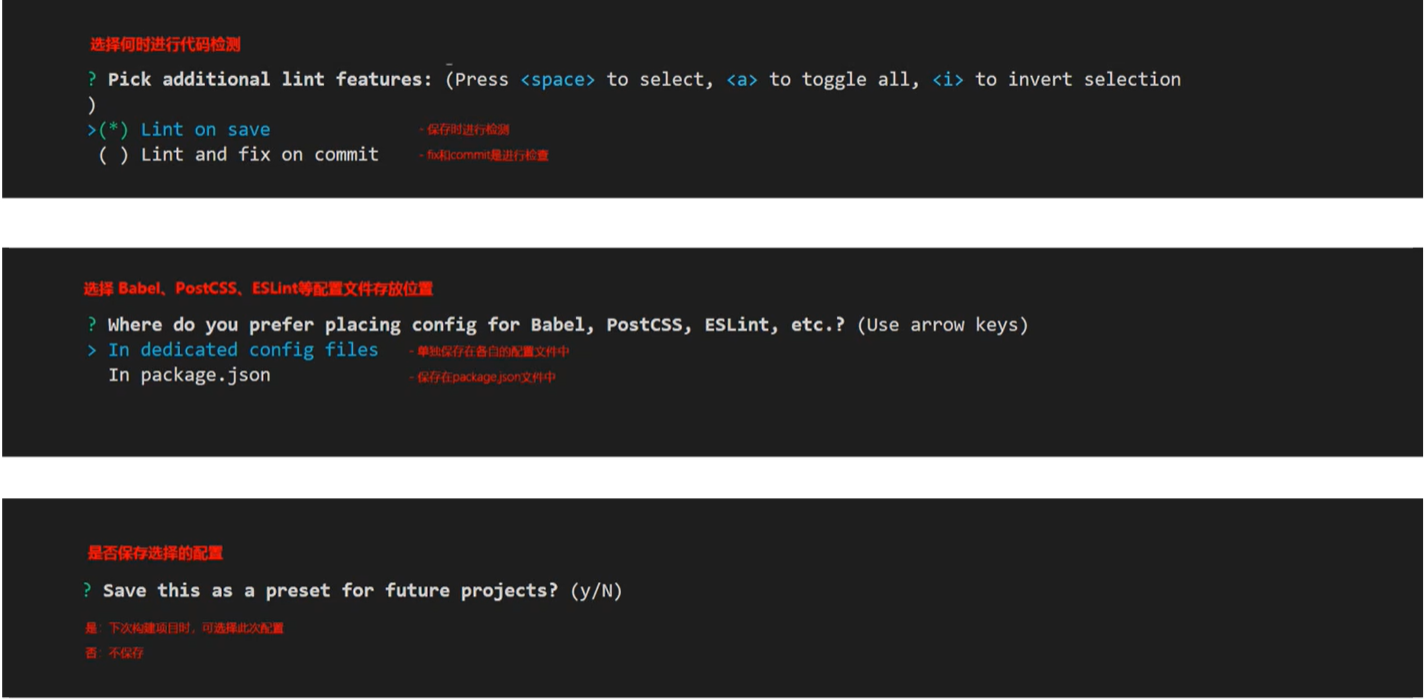 选择何时进行代码检测
? Pick additional lint features: (Press <space> to select, <a> to toggle all, <i> to invert selection
)
>(*) Lint on save - 保存时进行检测
( ) Lint and fix on commit - fix和commit是进行检查
选择 Babel、PostCSS、ESLint等配置文件存放位置
? Where do you prefer placing config for Babel, PostCSS, ESLint, etc.? (Use arrow keys)
> In dedicated config files - 单独保存在各自的配置文件中
In package.json - 保存在package.json文件中
是否保存选择的配置
? Save this as a preset for future projects? (y/N)
是：下次构建项目时，可选择此次配置
否：不保存